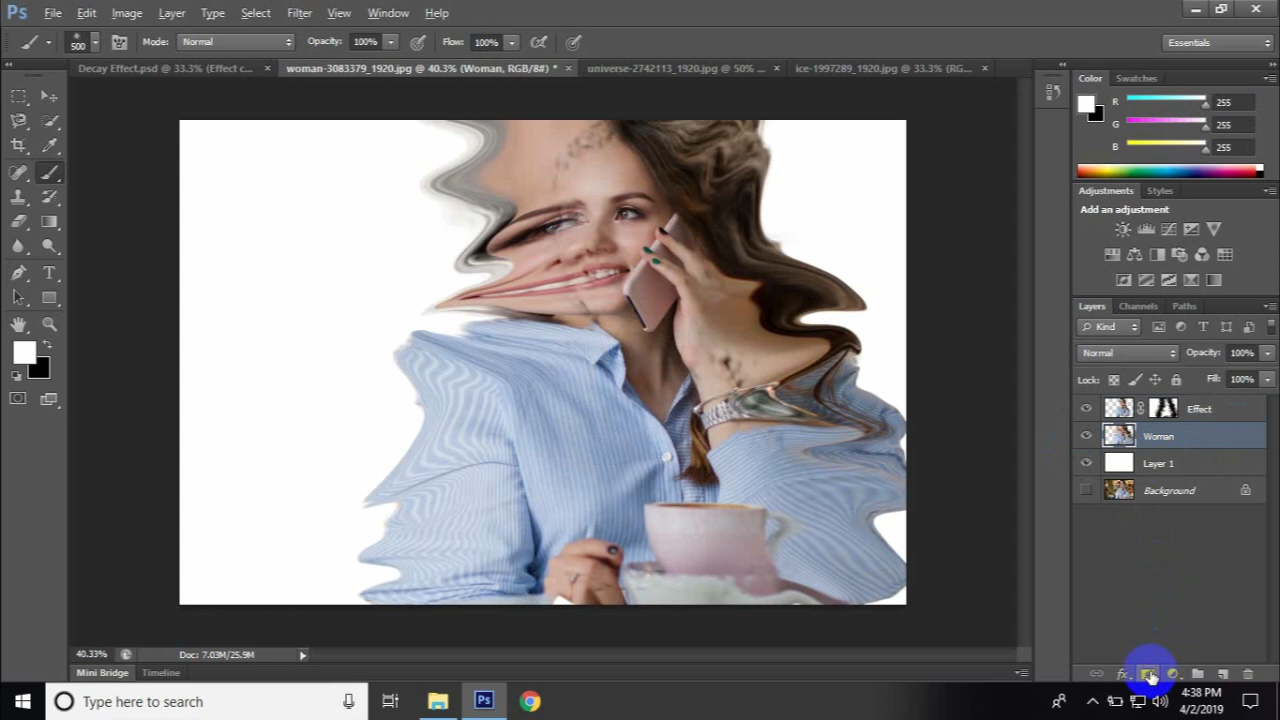 Ps File Edit Image Layer Type Select Filter View Window Help
500 Mode: Normal Opacity: 100% Flow: 100% Essentials
Decay Effect.psd @ 33.3% (Effect c... × woman-3083379_1920.jpg @ 40.3% (Woman, RGB/8#) * × universe-2742113_1920.jpg @ 50% ... × ice-1997289_1920.jpg @ 33.3% (RG... ×
Color Swatches
R 255
G 255
B 255
Adjustments Styles
Add an adjustment
Layers Channels Paths
Kind
Normal Opacity: 100%
Lock: Fill: 100%
Effect
Woman
Layer 1
Background
40.33% Doc: 7.03M/25.9M
Mini Bridge Timeline
Type here to search
Ps
4:38 PM
4/2/2019